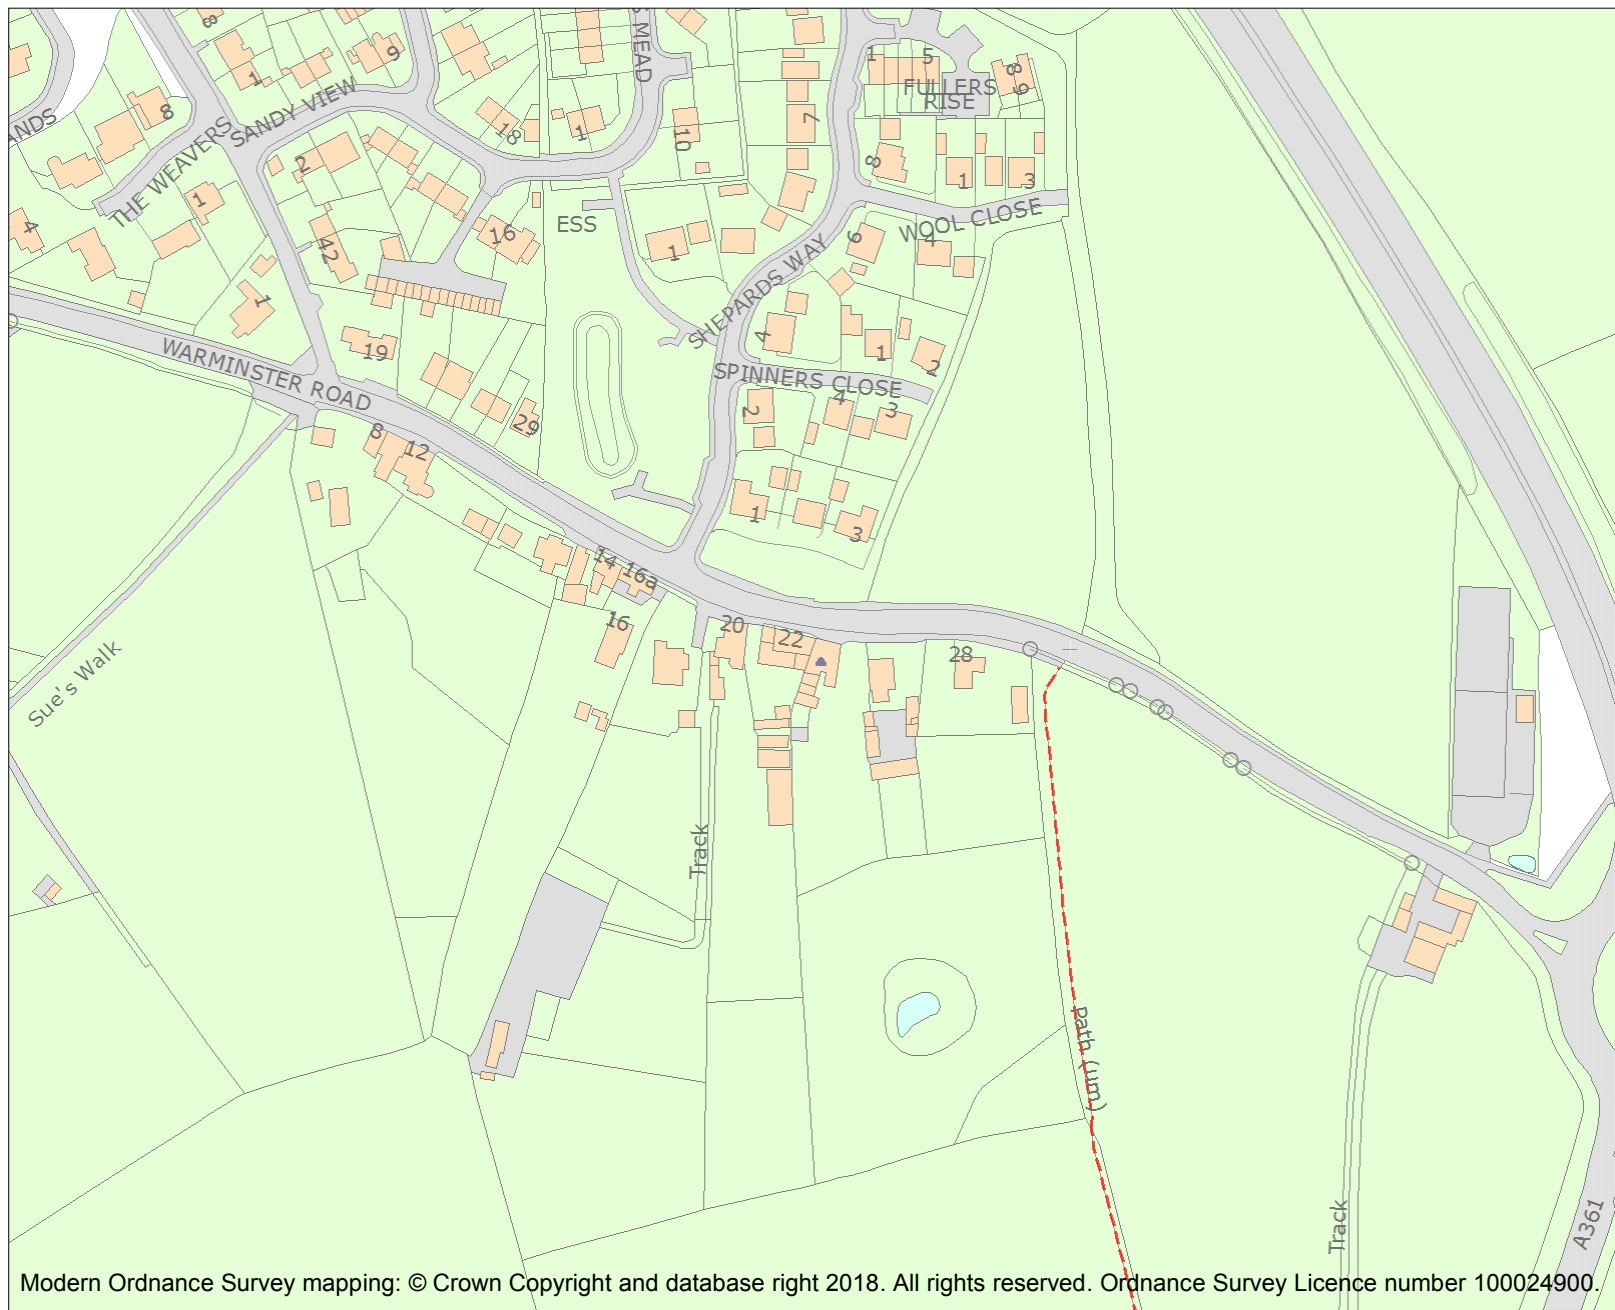 8
1
9
S MEAD
1
5
FULLERS
RISE
8
9
ANDS
8
SANDY VIEW
18
1
10
7
THE WEAVERS
2
8
1
3
1
4
42
16
ESS
1
WOOL CLOSE
6
4
SHEPARDS WAY
1
4
1
2
WARMINSTER ROAD
19
SPINNERS CLOSE
2
4
3
29
8
12
1
3
14
16a
16
20
22
28
Sue's Walk
Track
Path (um)
Track
A361
Modern Ordnance Survey mapping: © Crown Copyright and database right 2018. All rights reserved. Ordnance Survey Licence number 100024900.